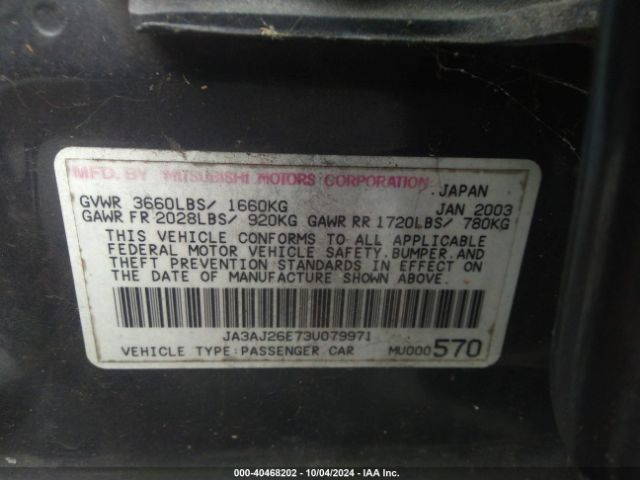 MFD. BY MITSUBISHI MOTORS CORPORATION
JAPAN
GVWR 3660LBS/ 1660KG JAN 2003
GAWR FR 2028LBS/ 920KG GAWR RR 1720LBS/ 780KG
THIS VEHICLE CONFORMS TO ALL APPLICABLE
FEDERAL MOTOR VEHICLE SAFETY, BUMPER, AND
THEFT PREVENTION STANDARDS IN EFFECT ON
THE DATE OF MANUFACTURE SHOWN ABOVE.
JA3AJ26E73U079971
VEHICLE TYPE:PASSENGER CAR MU000570
000-40468202 - 10/04/2024 - IAA Inc.